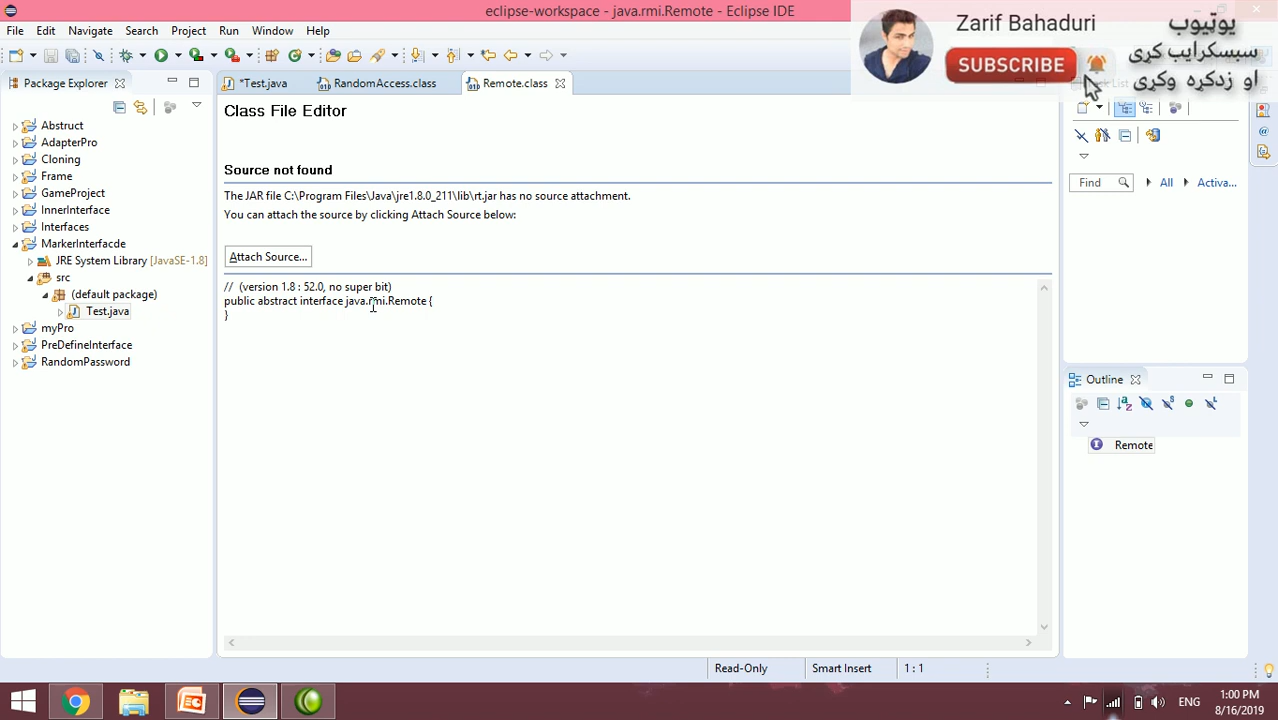 eclipse-workspace - java.rmi.Remote - Eclipse IDE
File Edit Navigate Search Project Run Window Help
Zarif Bahaduri
SUBSCRIBE
یوټیوب
سبسکرایب کړی
او زدکړه وکړی
Package Explorer
*Test.java RandomAccess.class Remote.class
Class File Editor
Source not found
The JAR file C:\Program Files\Java\jre1.8.0_211\lib\rt.jar has no source attachment.
You can attach the source by clicking Attach Source below:
Attach Source...
// (version 1.8 : 52.0, no super bit)
public abstract interface java.rmi.Remote {
}
Abstruct
AdapterPro
Cloning
Frame
GameProject
InnerInterface
Interfaces
MarkerInterfacde
JRE System Library [JavaSE-1.8]
src
(default package)
Test.java
myPro
PreDefineInterface
RandomPassword
List
Find All Activa...
Outline
Remote
Read-Only Smart Insert 1 : 1
ENG
1:00 PM
8/16/2019